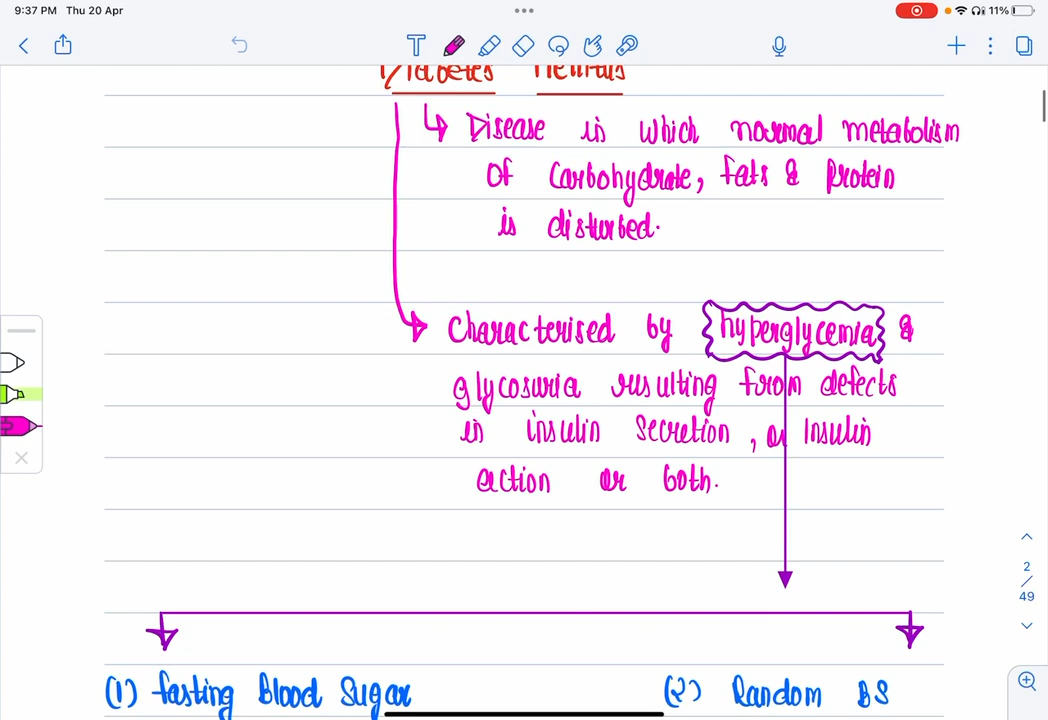 9:37 PM Thu 20 Apr
11%
Diabetes Mellitus
Disease in which normal metabolism
of Carbohydrate, fats & protein
is disturbed.
Characterised by hyperglycemia &
glycosuria resulting from defects
in insulin secretion, or Insulin
action or both.
2
/
49
(1) fasting Blood Sugar
(2) Random BS